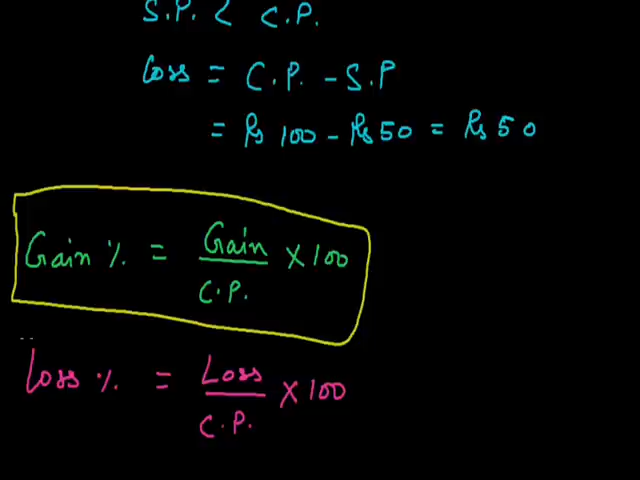 S.P. < C.P.
Loss = C.P. - S.P
= Rs 100 - Rs 50 = Rs 50
Gain % = Gain / C.P. × 100
Loss % = Loss / C.P. × 100